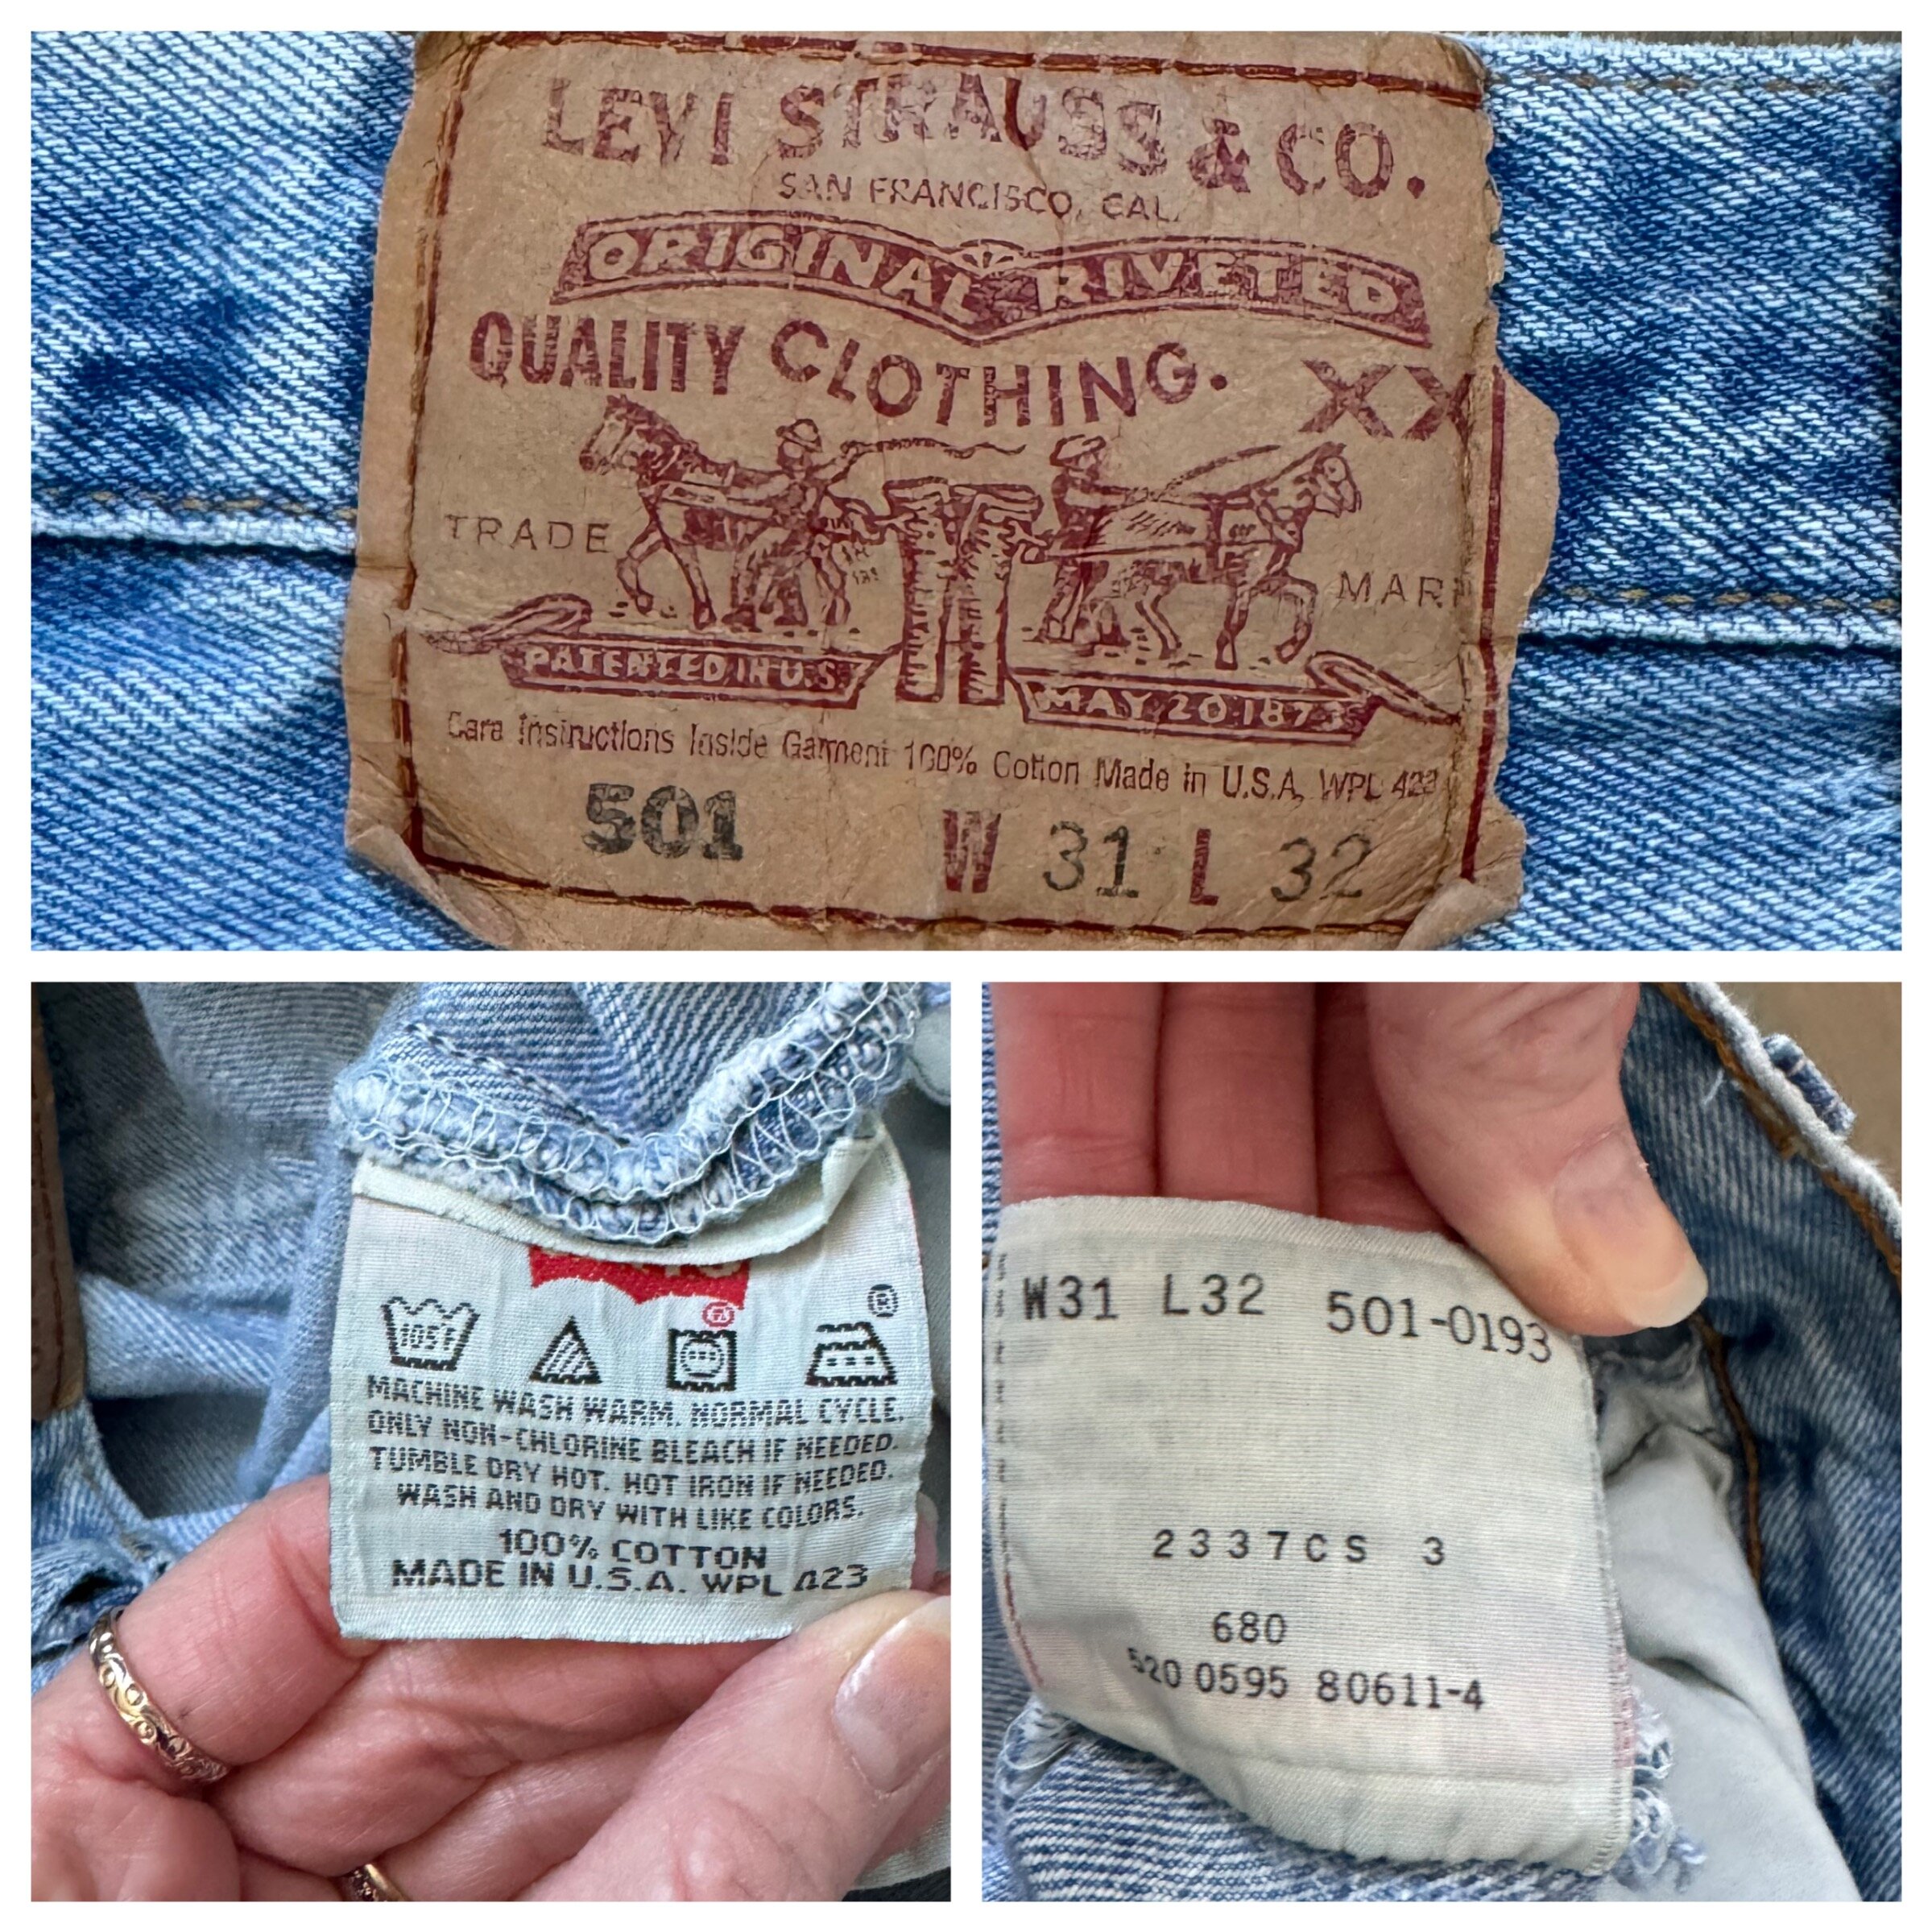 LEVI STRAUSS & CO.
SAN FRANCISCO, CAL.
ORIGINAL RIVETED
QUALITY CLOTHING. XX
TRADE MARK
PATENTED IN U.S. MAY 20 1873
Care Instructions Inside Garment 100% Cotton Made in U.S.A. WPL 423
501 W 31 L 32
105F
®
MACHINE WASH WARM. NORMAL CYCLE.
ONLY NON-CHLORINE BLEACH IF NEEDED.
TUMBLE DRY HOT. HOT IRON IF NEEDED.
WASH AND DRY WITH LIKE COLORS.
100% COTTON
MADE IN U.S.A. WPL 423
W31 L32 501-0193
2337CS 3
680
520 0595 80611-4